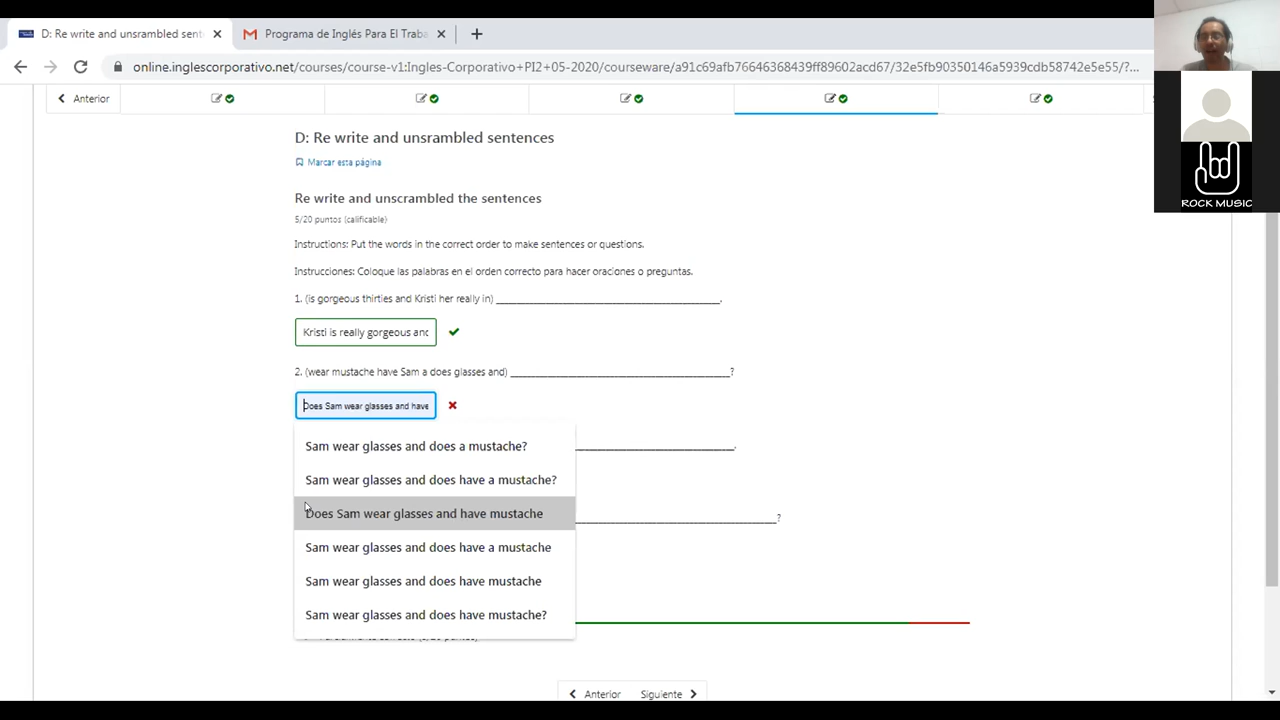 D: Re write and unsrambled sent
Programa de Inglés Para El Traba
online.inglescorporativo.net/courses/course-v1:Ingles-Corporativo+PI2+05-2020/courseware/a91c69afb76646368439ff89602acd67/32e5fb90350146a5939cdb58742e5e55/?...
ROCK MUSIC
Anterior
D: Re write and unsrambled sentences
Marcar esta página
Re write and unscrambled the sentences
5/20 puntos (calificable)
Instructions: Put the words in the correct order to make sentences or questions.
Instrucciones: Coloque las palabras en el orden correcto para hacer oraciones o preguntas.
1. (is gorgeous thirties and Kristi her really in) ____________________.
Kristi is really gorgeous and
2. (wear mustache have Sam a does glasses and) ____________________?
Does Sam wear glasses and have
Sam wear glasses and does a mustache?
Sam wear glasses and does have a mustache?
Does Sam wear glasses and have mustache
Sam wear glasses and does have a mustache
Sam wear glasses and does have mustache
Sam wear glasses and does have mustache?
Anterior Siguiente